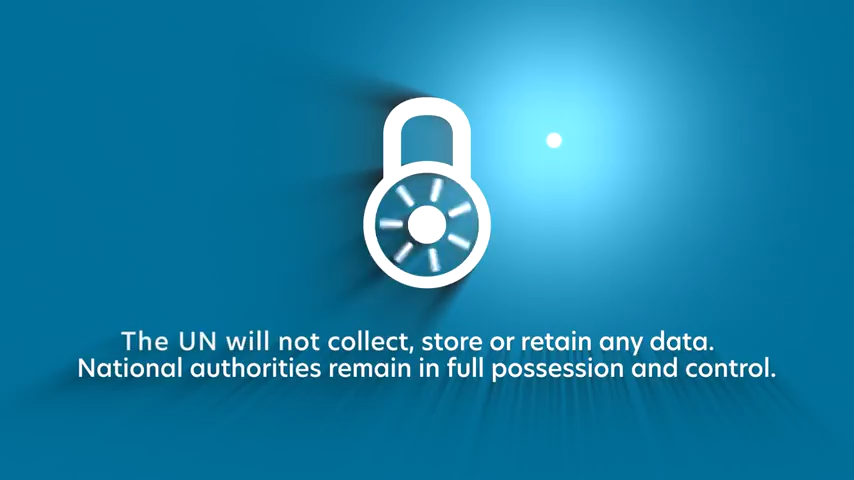 The UN will not collect, store or retain any data.
National authorities remain in full possession and control.